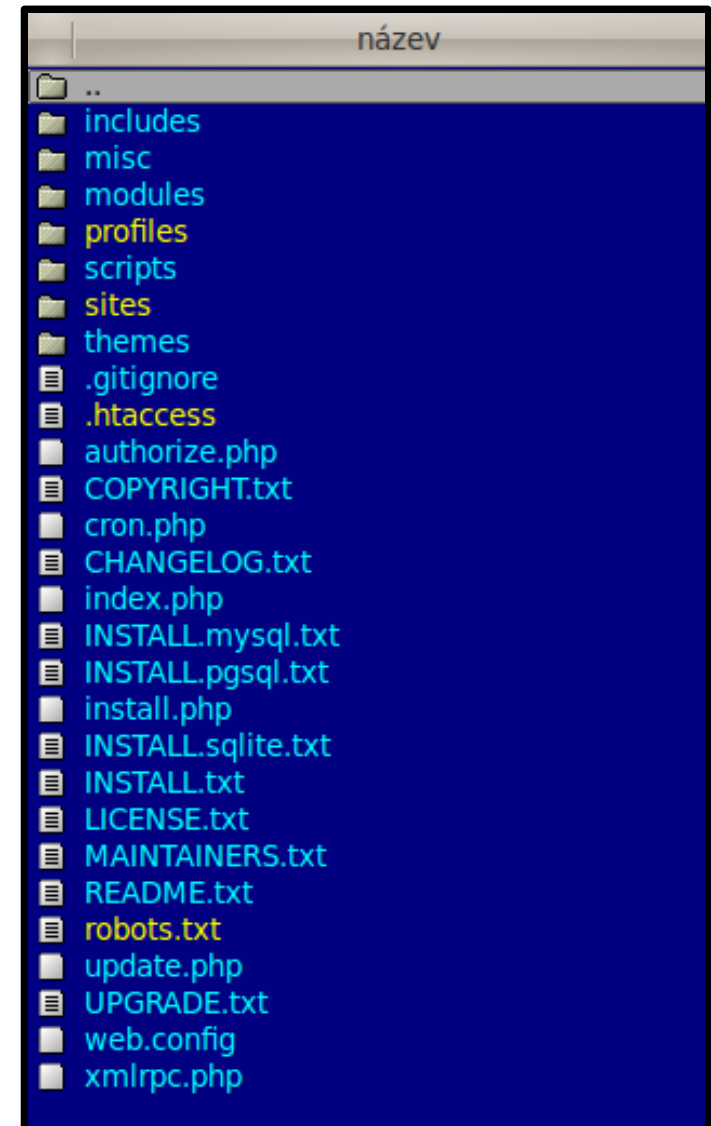 název
..
includes
misc
modules
profiles
scripts
sites
themes
.gitignore
.htaccess
authorize.php
COPYRIGHT.txt
cron.php
CHANGELOG.txt
index.php
INSTALL.mysql.txt
INSTALL.pgsql.txt
install.php
INSTALL.sqlite.txt
INSTALL.txt
LICENSE.txt
MAINTAINERS.txt
README.txt
robots.txt
update.php
UPGRADE.txt
web.config
xmlrpc.php